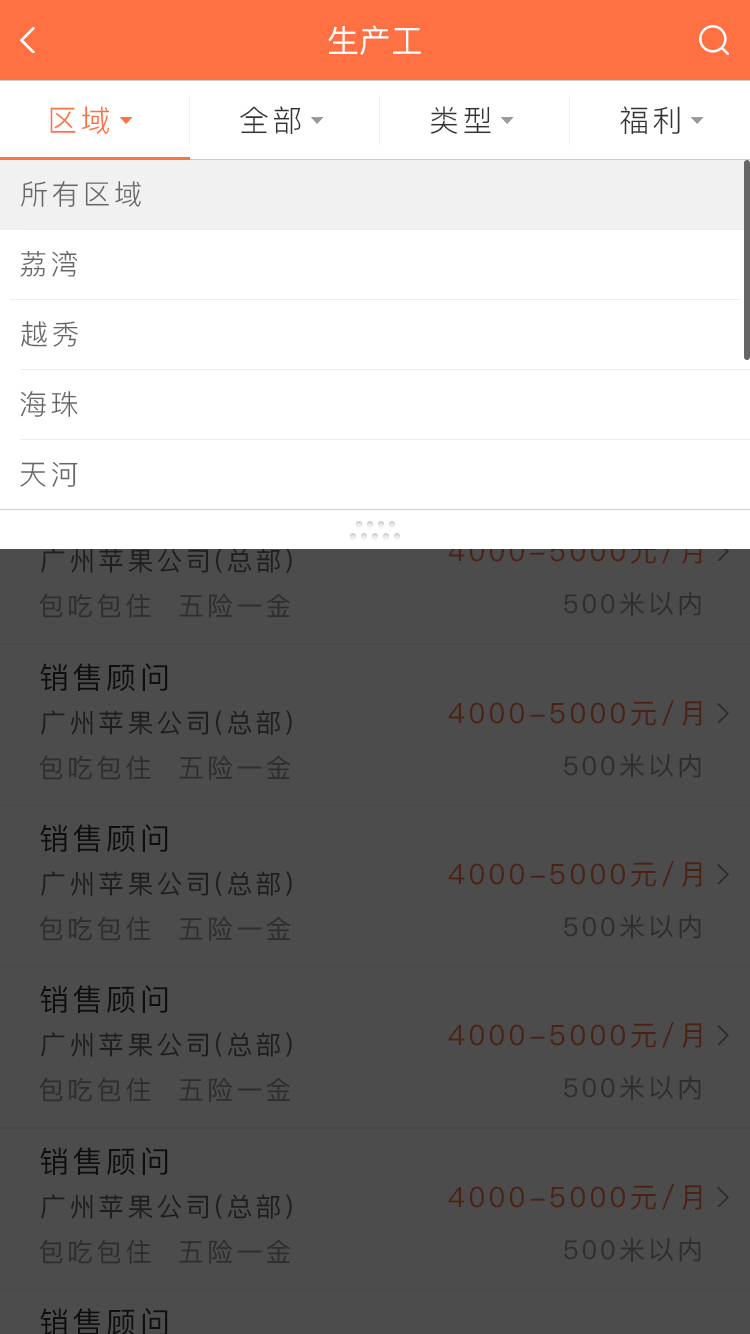 生产工
区域 全部 类型 福利
所有区域
荔湾
越秀
海珠
天河
广州苹果公司(总部) 4000-5000元/月
包吃包住 五险一金 500米以内
销售顾问
广州苹果公司(总部) 4000-5000元/月
包吃包住 五险一金 500米以内
销售顾问
广州苹果公司(总部) 4000-5000元/月
包吃包住 五险一金 500米以内
销售顾问
广州苹果公司(总部) 4000-5000元/月
包吃包住 五险一金 500米以内
销售顾问
广州苹果公司(总部) 4000-5000元/月
包吃包住 五险一金 500米以内
销售顾问